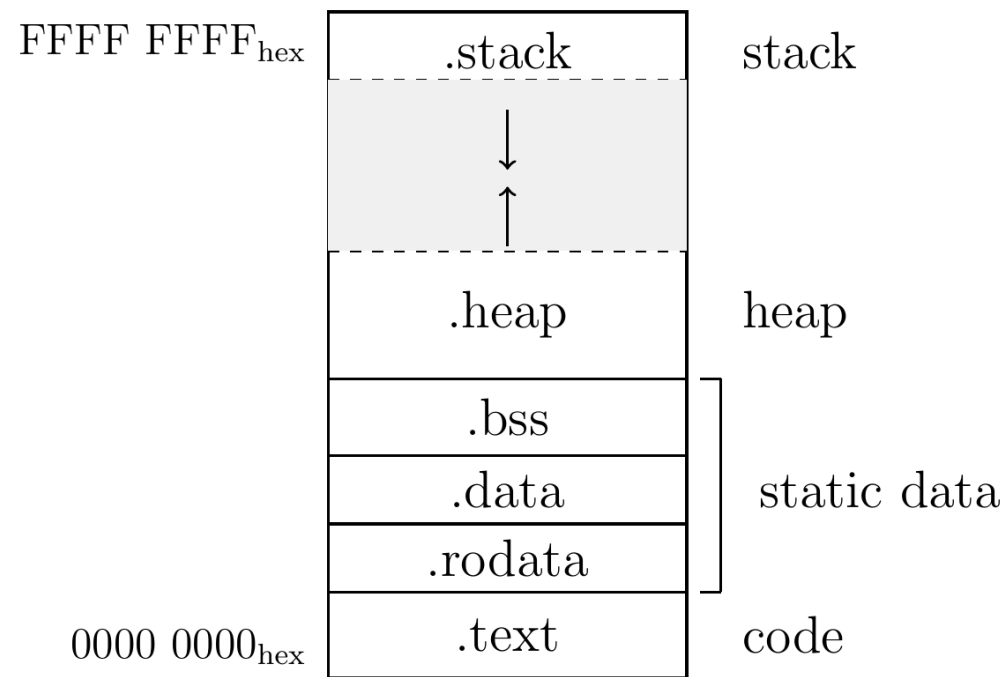 FFFF FFFFhex .stack stack
.heap heap
.bss
.data static data
.rodata
0000 0000hex .text code